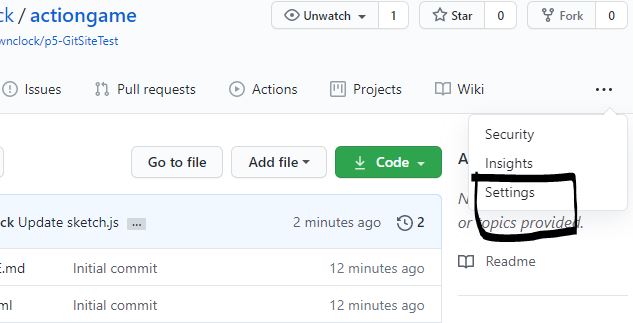 ck / actiongame
Unwatch 1 Star 0 Fork 0
wnclock/p5-GitSiteTest
Issues Pull requests Actions Projects Wiki ...
Security
Go to file Add file Code
Insights
Settings
ck Update sketch.js ... 2 minutes ago 2
or topics provided.
E.md Initial commit 12 minutes ago
Readme
ml Initial commit 12 minutes ago